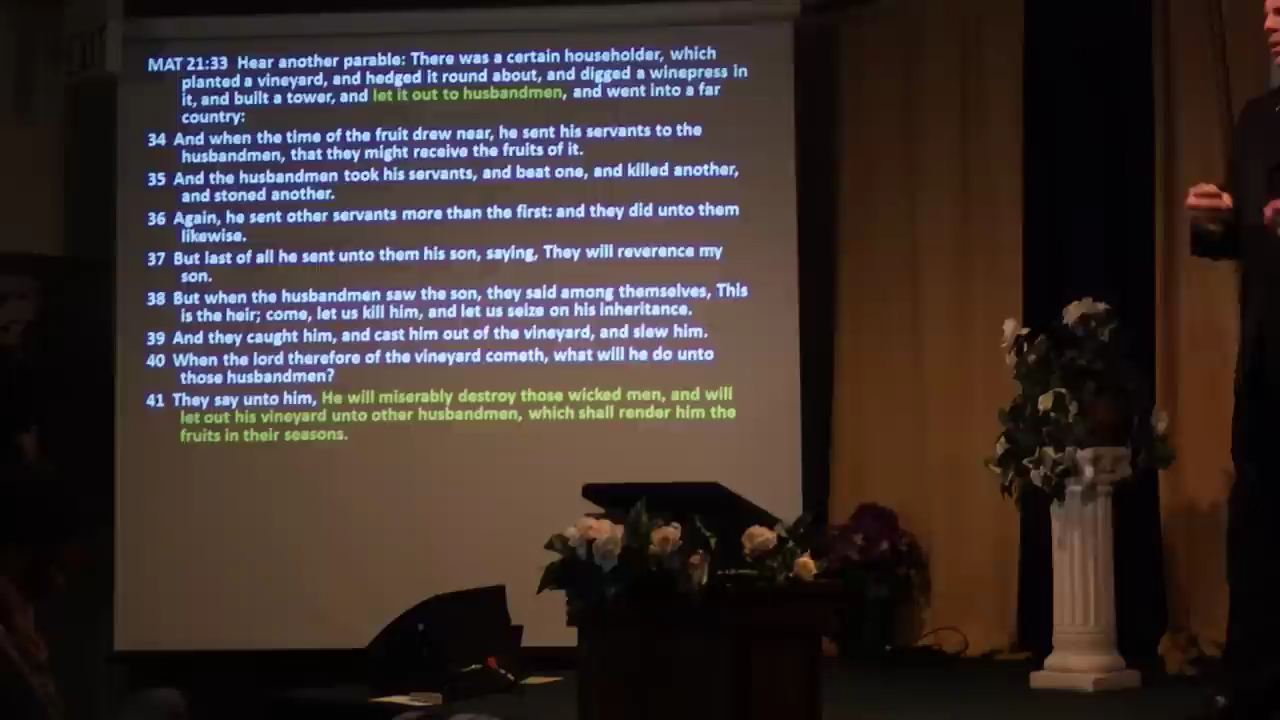 MAT 21:33 Hear another parable: There was a certain householder, which
planted a vineyard, and hedged it round about, and digged a winepress in
it, and built a tower, and let it out to husbandmen, and went into a far
country:
34 And when the time of the fruit drew near, he sent his servants to the
husbandmen, that they might receive the fruits of it.
35 And the husbandmen took his servants, and beat one, and killed another,
and stoned another.
36 Again, he sent other servants more than the first: and they did unto them
likewise.
37 But last of all he sent unto them his son, saying, They will reverence my
son.
38 But when the husbandmen saw the son, they said among themselves, This
is the heir; come, let us kill him, and let us seize on his inheritance.
39 And they caught him, and cast him out of the vineyard, and slew him.
40 When the lord therefore of the vineyard cometh, what will he do unto
those husbandmen?
41 They say unto him, He will miserably destroy those wicked men, and will
let out his vineyard unto other husbandmen, which shall render him the
fruits in their seasons.